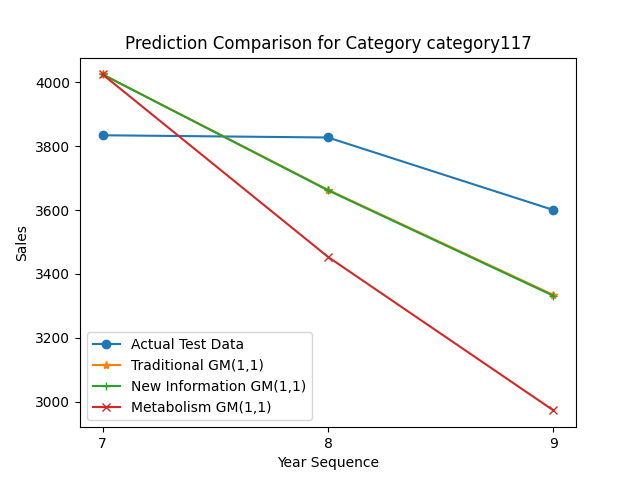 Prediction Comparison for Category category117
4000
3800
3600
3400
3200
3000
Sales
Actual Test Data
Traditional GM(1,1)
New Information GM(1,1)
Metabolism GM(1,1)
7
8
9
Year Sequence